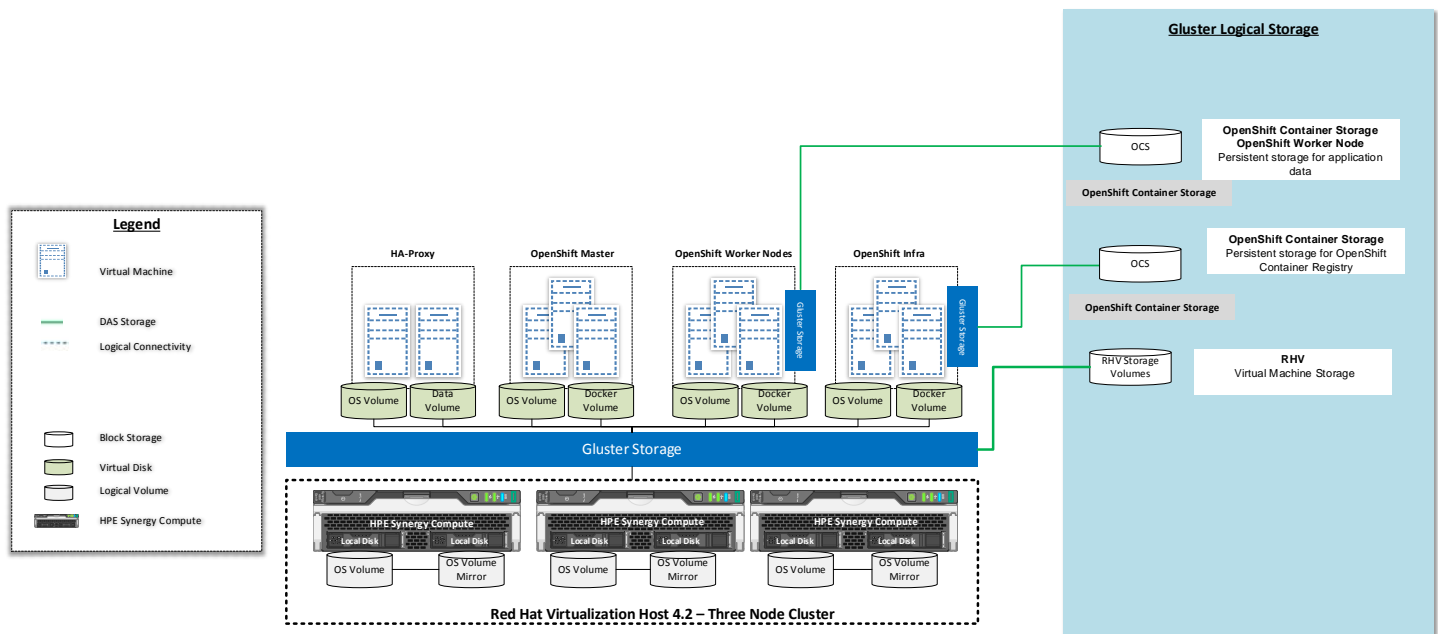 Gluster Logical Storage
OCS
OpenShift Container Storage
OpenShift Worker Node
Persistent storage for application
data
OpenShift Container Storage
OCS
OpenShift Container Storage
Persistent storage for OpenShift
Container Registry
OpenShift Container Storage
RHV Storage
Volumes
RHV
Virtual Machine Storage
Legend
Virtual Machine
DAS Storage
Logical Connectivity
Block Storage
Virtual Disk
Logical Volume
HPE Synergy Compute
HA-Proxy
OpenShift Master
OpenShift Worker Nodes
OpenShift Infra
Gluster Storage
Gluster Storage
OS Volume
Data
Volume
OS Volume
Docker
Volume
OS Volume
Docker
Volume
OS Volume
Docker
Volume
Gluster Storage
HPE Synergy Compute
Local Disk
Local Disk
HPE Synergy Compute
Local Disk
Local Disk
HPE Synergy Compute
Local Disk
Local Disk
OS Volume
OS Volume
Mirror
OS Volume
OS Volume
Mirror
OS Volume
OS Volume
Mirror
Red Hat Virtualization Host 4.2 – Three Node Cluster